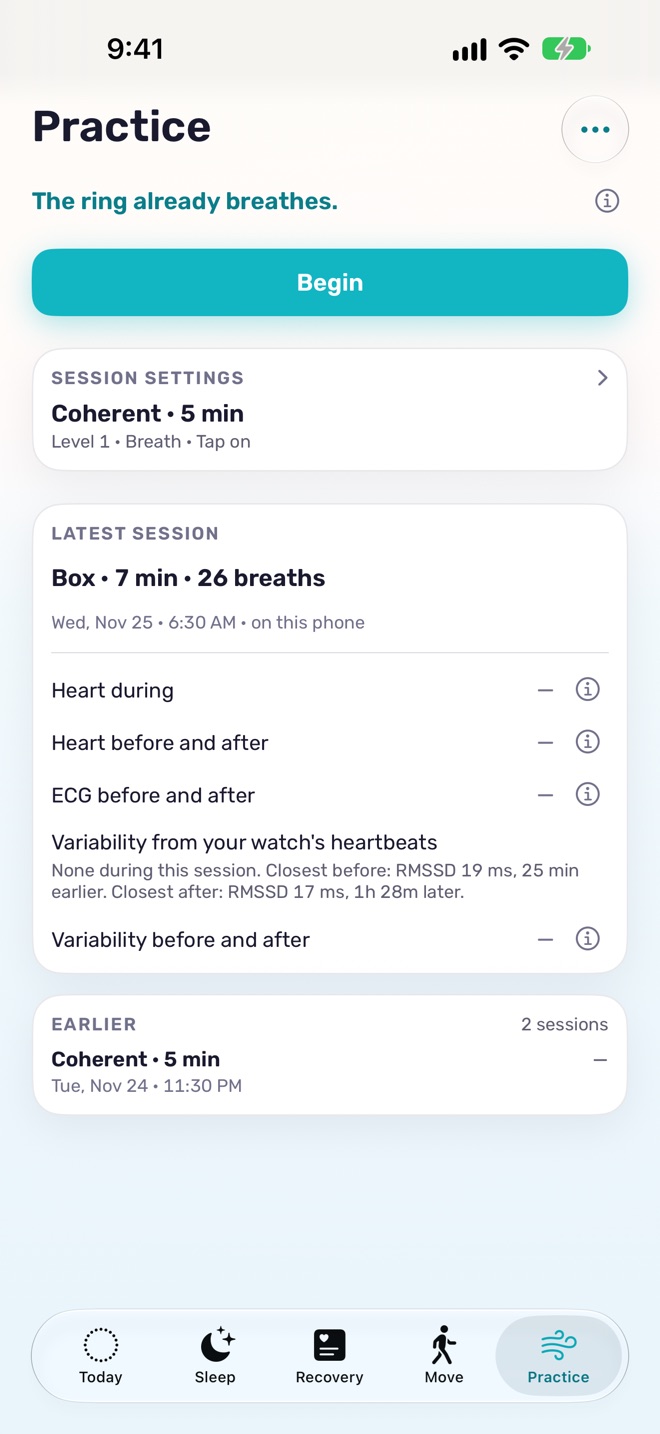 9:41
Practice
The ring already breathes.
Begin
SESSION SETTINGS
Coherent • 5 min
Level 1 • Breath • Tap on
LATEST SESSION
Box • 7 min • 26 breaths
Wed, Nov 25 • 6:30 AM • on this phone
Heart during –
Heart before and after –
ECG before and after –
Variability from your watch's heartbeats
None during this session. Closest before: RMSSD 19 ms, 25 min
earlier. Closest after: RMSSD 17 ms, 1h 28m later.
Variability before and after –
EARLIER 2 sessions
Coherent • 5 min –
Tue, Nov 24 • 11:30 PM
Today Sleep Recovery Move Practice